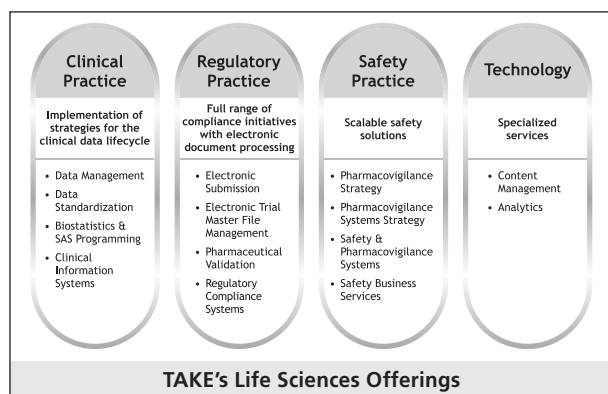 Clinical
Practice
Implementation of
strategies for the
clinical data lifecycle
• Data Management
• Data
Standardization
• Biostatistics &
SAS Programming
• Clinical
Information
Systems
Regulatory
Practice
Full range of
compliance initiatives
with electronic
document processing
• Electronic
Submission
• Electronic Trial
Master File
Management
• Pharmaceutical
Validation
• Regulatory
Compliance
Systems
Safety
Practice
Scalable safety
solutions
• Pharmacovigilance
Strategy
• Pharmacovigilance
Systems Strategy
• Safety &
Pharmacovigilance
Systems
• Safety Business
Services
Technology
Specialized
services
• Content
Management
• Analytics
TAKE's Life Sciences Offerings